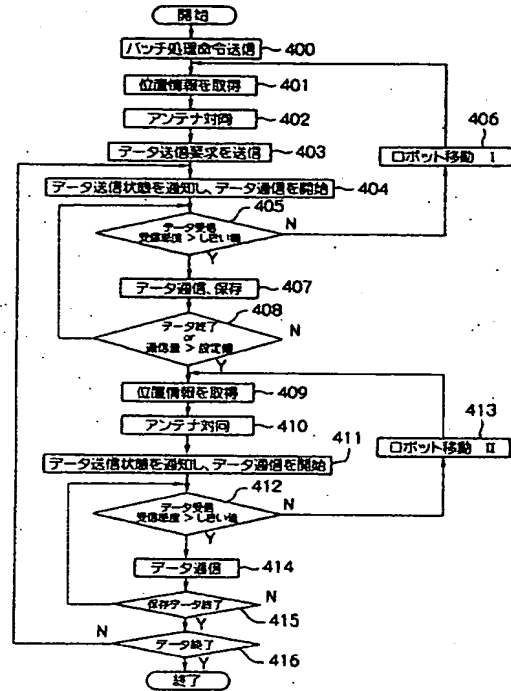 開始
バッチ処理命令送信
400
位置情報を取得
401
アンテナ対向
402
406
データ送信要求を送信
403
ロボット移動 I
データ送信状態を通知し、データ通信を開始
404
405
データ受信
受信感度 > しきい値
N
Y
データ通信、保存
407
408
データ終了
or
通信量 > 設定値
N
Y
位置情報を取得
409
413
アンテナ対向
410
411
ロボット移動 II
データ送信状態を通知し、データ通信を開始
412
データ受信
受信感度 > しきい値
N
Y
データ通信
414
保存データ終了
N
415
Y
N
データ終了
416
Y
終了